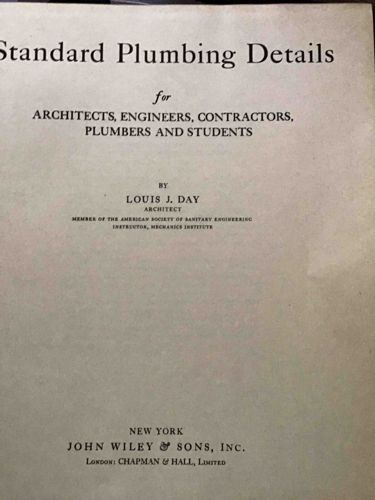 Standard Plumbing Details
for
ARCHITECTS, ENGINEERS, CONTRACTORS,
PLUMBERS AND STUDENTS
BY
LOUIS J. DAY
ARCHITECT
MEMBER OF THE AMERICAN SOCIETY OF SANITARY ENGINEERING
INSTRUCTOR, MECHANICS INSTITUTE
NEW YORK
JOHN WILEY & SONS, INC.
LONDON: CHAPMAN & HALL, LIMITED